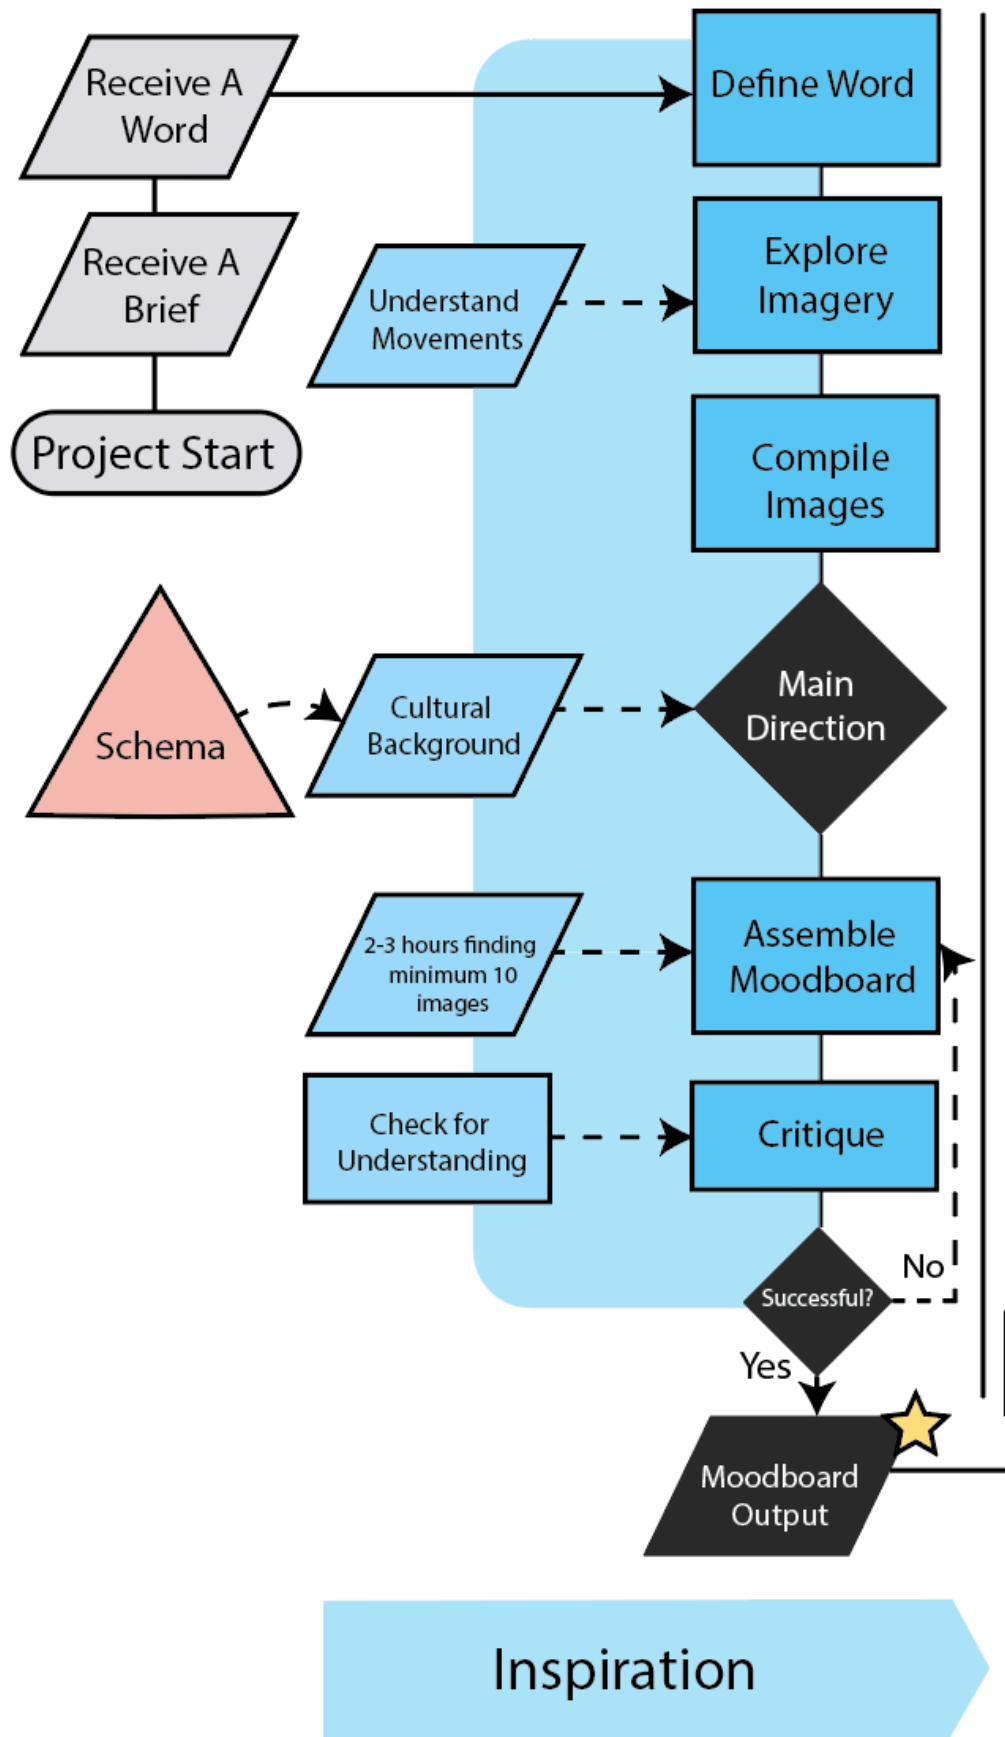 Receive A
Word
Define Word
Receive A
Brief
Understand
Movements
Explore
Imagery
Project Start
Compile
Images
Schema
Cultural
Background
Main
Direction
2-3 hours finding
minimum 10
images
Assemble
Moodboard
Check for
Understanding
Critique
Successful?
No
Yes
Moodboard
Output
Inspiration